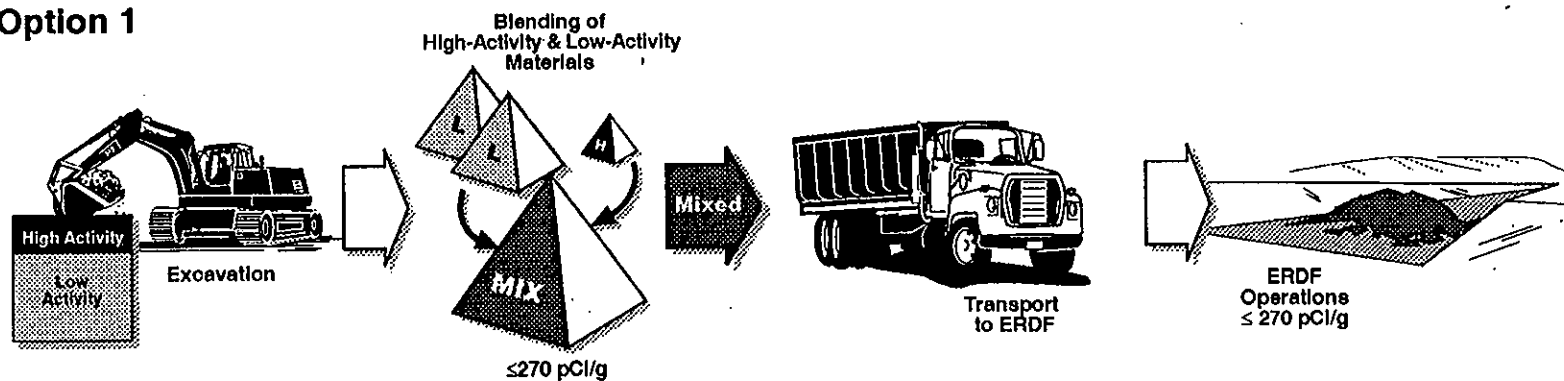 Option 1
Blending of
High-Activity & Low-Activity
Materials
High Activity
Low
Activity
Excavation
L
L
H
MIX
≤270 pCi/g
Mixed
Transport
to ERDF
ERDF
Operations
≤ 270 pCi/g